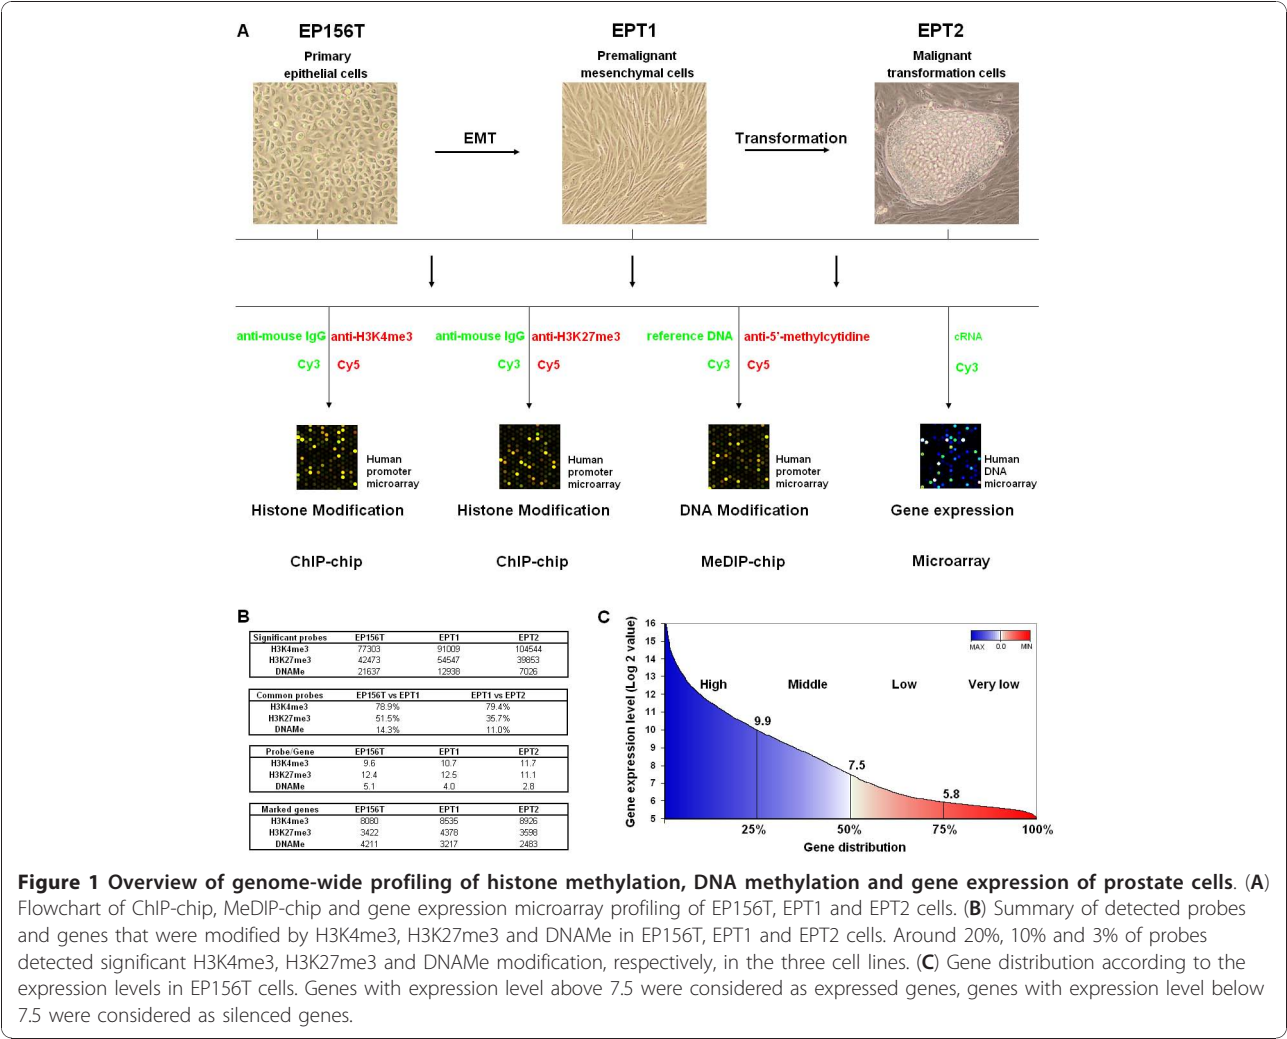 A
EP156T
Primary
epithelial cells
EPT1
Premalignant
mesenchymal cells
EPT2
Malignant
transformation cells
EMT
Transformation
anti-mouse IgG anti-H3K4me3
Cy3 Cy5
anti-mouse IgG anti-H3K27me3
Cy3 Cy5
reference DNA anti-5'-methylcytidine
Cy3 Cy5
cRNA
Cy3
Human
promoter
microarray
Human
promoter
microarray
Human
promoter
microarray
Human
DNA
microarray
Histone Modification
Histone Modification
DNA Modification
Gene expression
ChIP-chip
ChIP-chip
MeDIP-chip
Microarray
B
Significant probes EP156T EPT1 EPT2
H3K4me3 77303 91009 104544
H3K27me3 42473 54547 39853
DNAMe 21637 12938 7026
Common probes EP156T vs EPT1 EPT1 vs EPT2
H3K4me3 78.9% 79.4%
H3K27me3 51.5% 35.7%
DNAMe 14.3% 11.0%
Probe/Gene EP156T EPT1 EPT2
H3K4me3 9.6 10.7 11.7
H3K27me3 12.4 12.5 11.1
DNAMe 5.1 4.0 2.8
Marked genes EP156T EPT1 EPT2
H3K4me3 8080 8535 8926
H3K27me3 3422 4378 3598
DNAMe 4211 3217 2483
C
Gene expression level (Log 2 value)
16
15
14
13
12
11
10
9
8
7
6
5
MAX 0.0 MIN
High Middle Low Very low
9.9
7.5
5.8
25% 50% 75% 100%
Gene distribution
Figure 1 Overview of genome-wide profiling of histone methylation, DNA methylation and gene expression of prostate cells. (A)
Flowchart of ChIP-chip, MeDIP-chip and gene expression microarray profiling of EP156T, EPT1 and EPT2 cells. (B) Summary of detected probes
and genes that were modified by H3K4me3, H3K27me3 and DNAMe in EP156T, EPT1 and EPT2 cells. Around 20%, 10% and 3% of probes
detected significant H3K4me3, H3K27me3 and DNAMe modification, respectively, in the three cell lines. (C) Gene distribution according to the
expression levels in EP156T cells. Genes with expression level above 7.5 were considered as expressed genes, genes with expression level below
7.5 were considered as silenced genes.